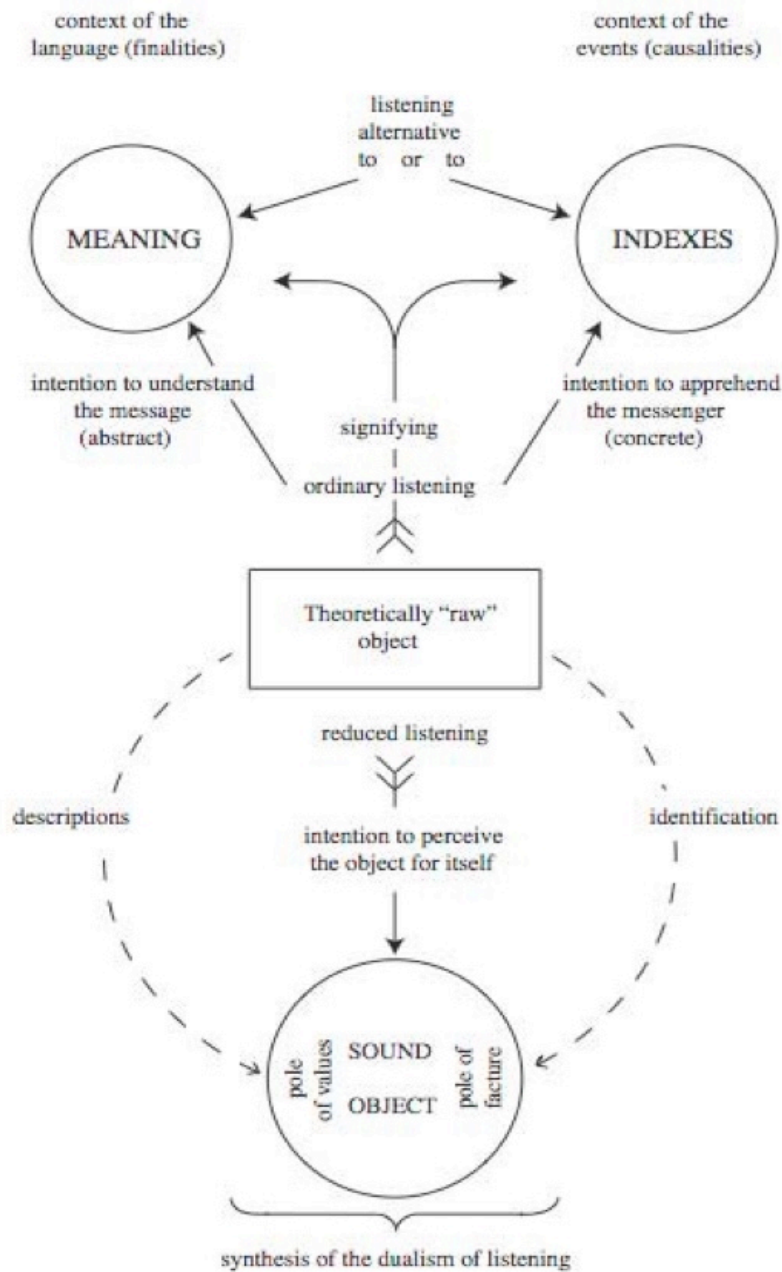 context of the
language (finalities)
context of the
events (causalities)
listening
alternative
to or to
MEANING
INDEXES
intention to understand
the message
(abstract)
intention to apprehend
the messenger
(concrete)
signifying
ordinary listening
Theoretically “raw”
object
reduced listening
descriptions
identification
intention to perceive
the object for itself
pole
of values
SOUND
OBJECT
pole of
facture
synthesis of the dualism of listening